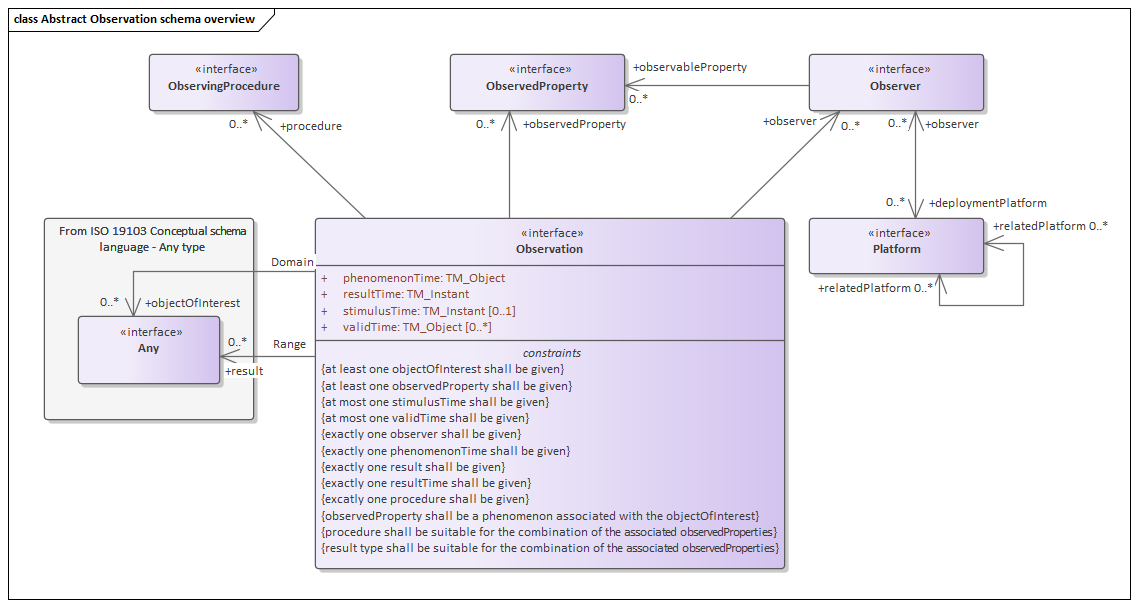 class Abstract Observation schema overview
«interface»
ObservingProcedure
«interface»
ObservedProperty
+observableProperty
0..*
«interface»
Observer
0..*
+procedure
0..*
+observedProperty
+observer
0..*
0..*
+observer
0..*
+deploymentPlatform
From ISO 19103 Conceptual schema
language - Any type
«interface»
Observation
«interface»
Platform
+relatedPlatform 0..*
+relatedPlatform 0..*
Domain
0..*
+objectOfInterest
«interface»
Any
0..*
Range
+result
+ phenomenonTime: TM_Object
+ resultTime: TM_Instant
+ stimulusTime: TM_Instant [0..1]
+ validTime: TM_Object [0..*]
constraints
{at least one objectOfInterest shall be given}
{at least one observedProperty shall be given}
{at most one stimulusTime shall be given}
{at most one validTime shall be given}
{exactly one observer shall be given}
{exactly one phenomenonTime shall be given}
{exactly one result shall be given}
{exactly one resultTime shall be given}
{excatly one procedure shall be given}
{observedProperty shall be a phenomenon associated with the objectOfInterest}
{procedure shall be suitable for the combination of the associated observedProperties}
{result type shall be suitable for the combination of the associated observedProperties}